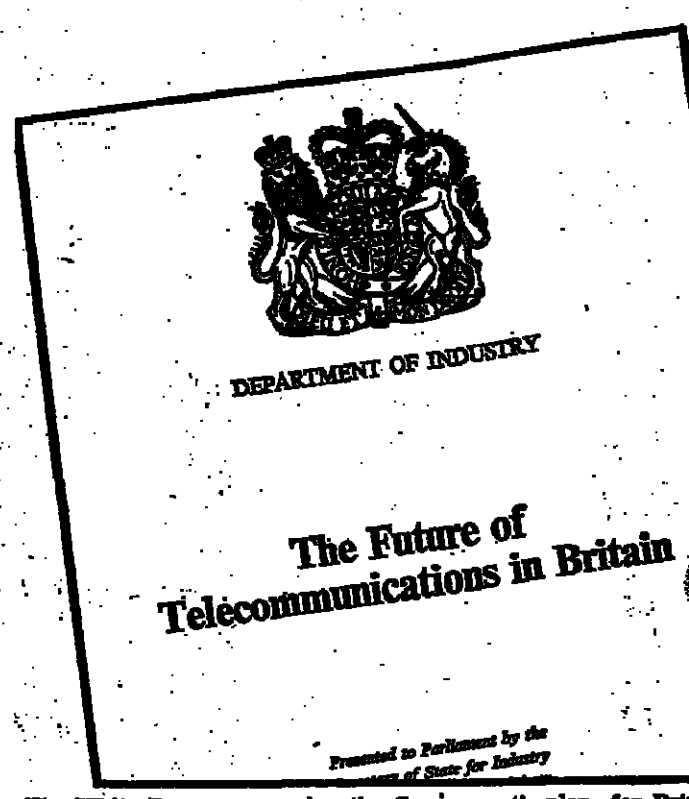 DEPARTMENT OF INDUSTRY
The Future of
Telecommunications in Britain
Presented to Parliament by the
of State for Industry